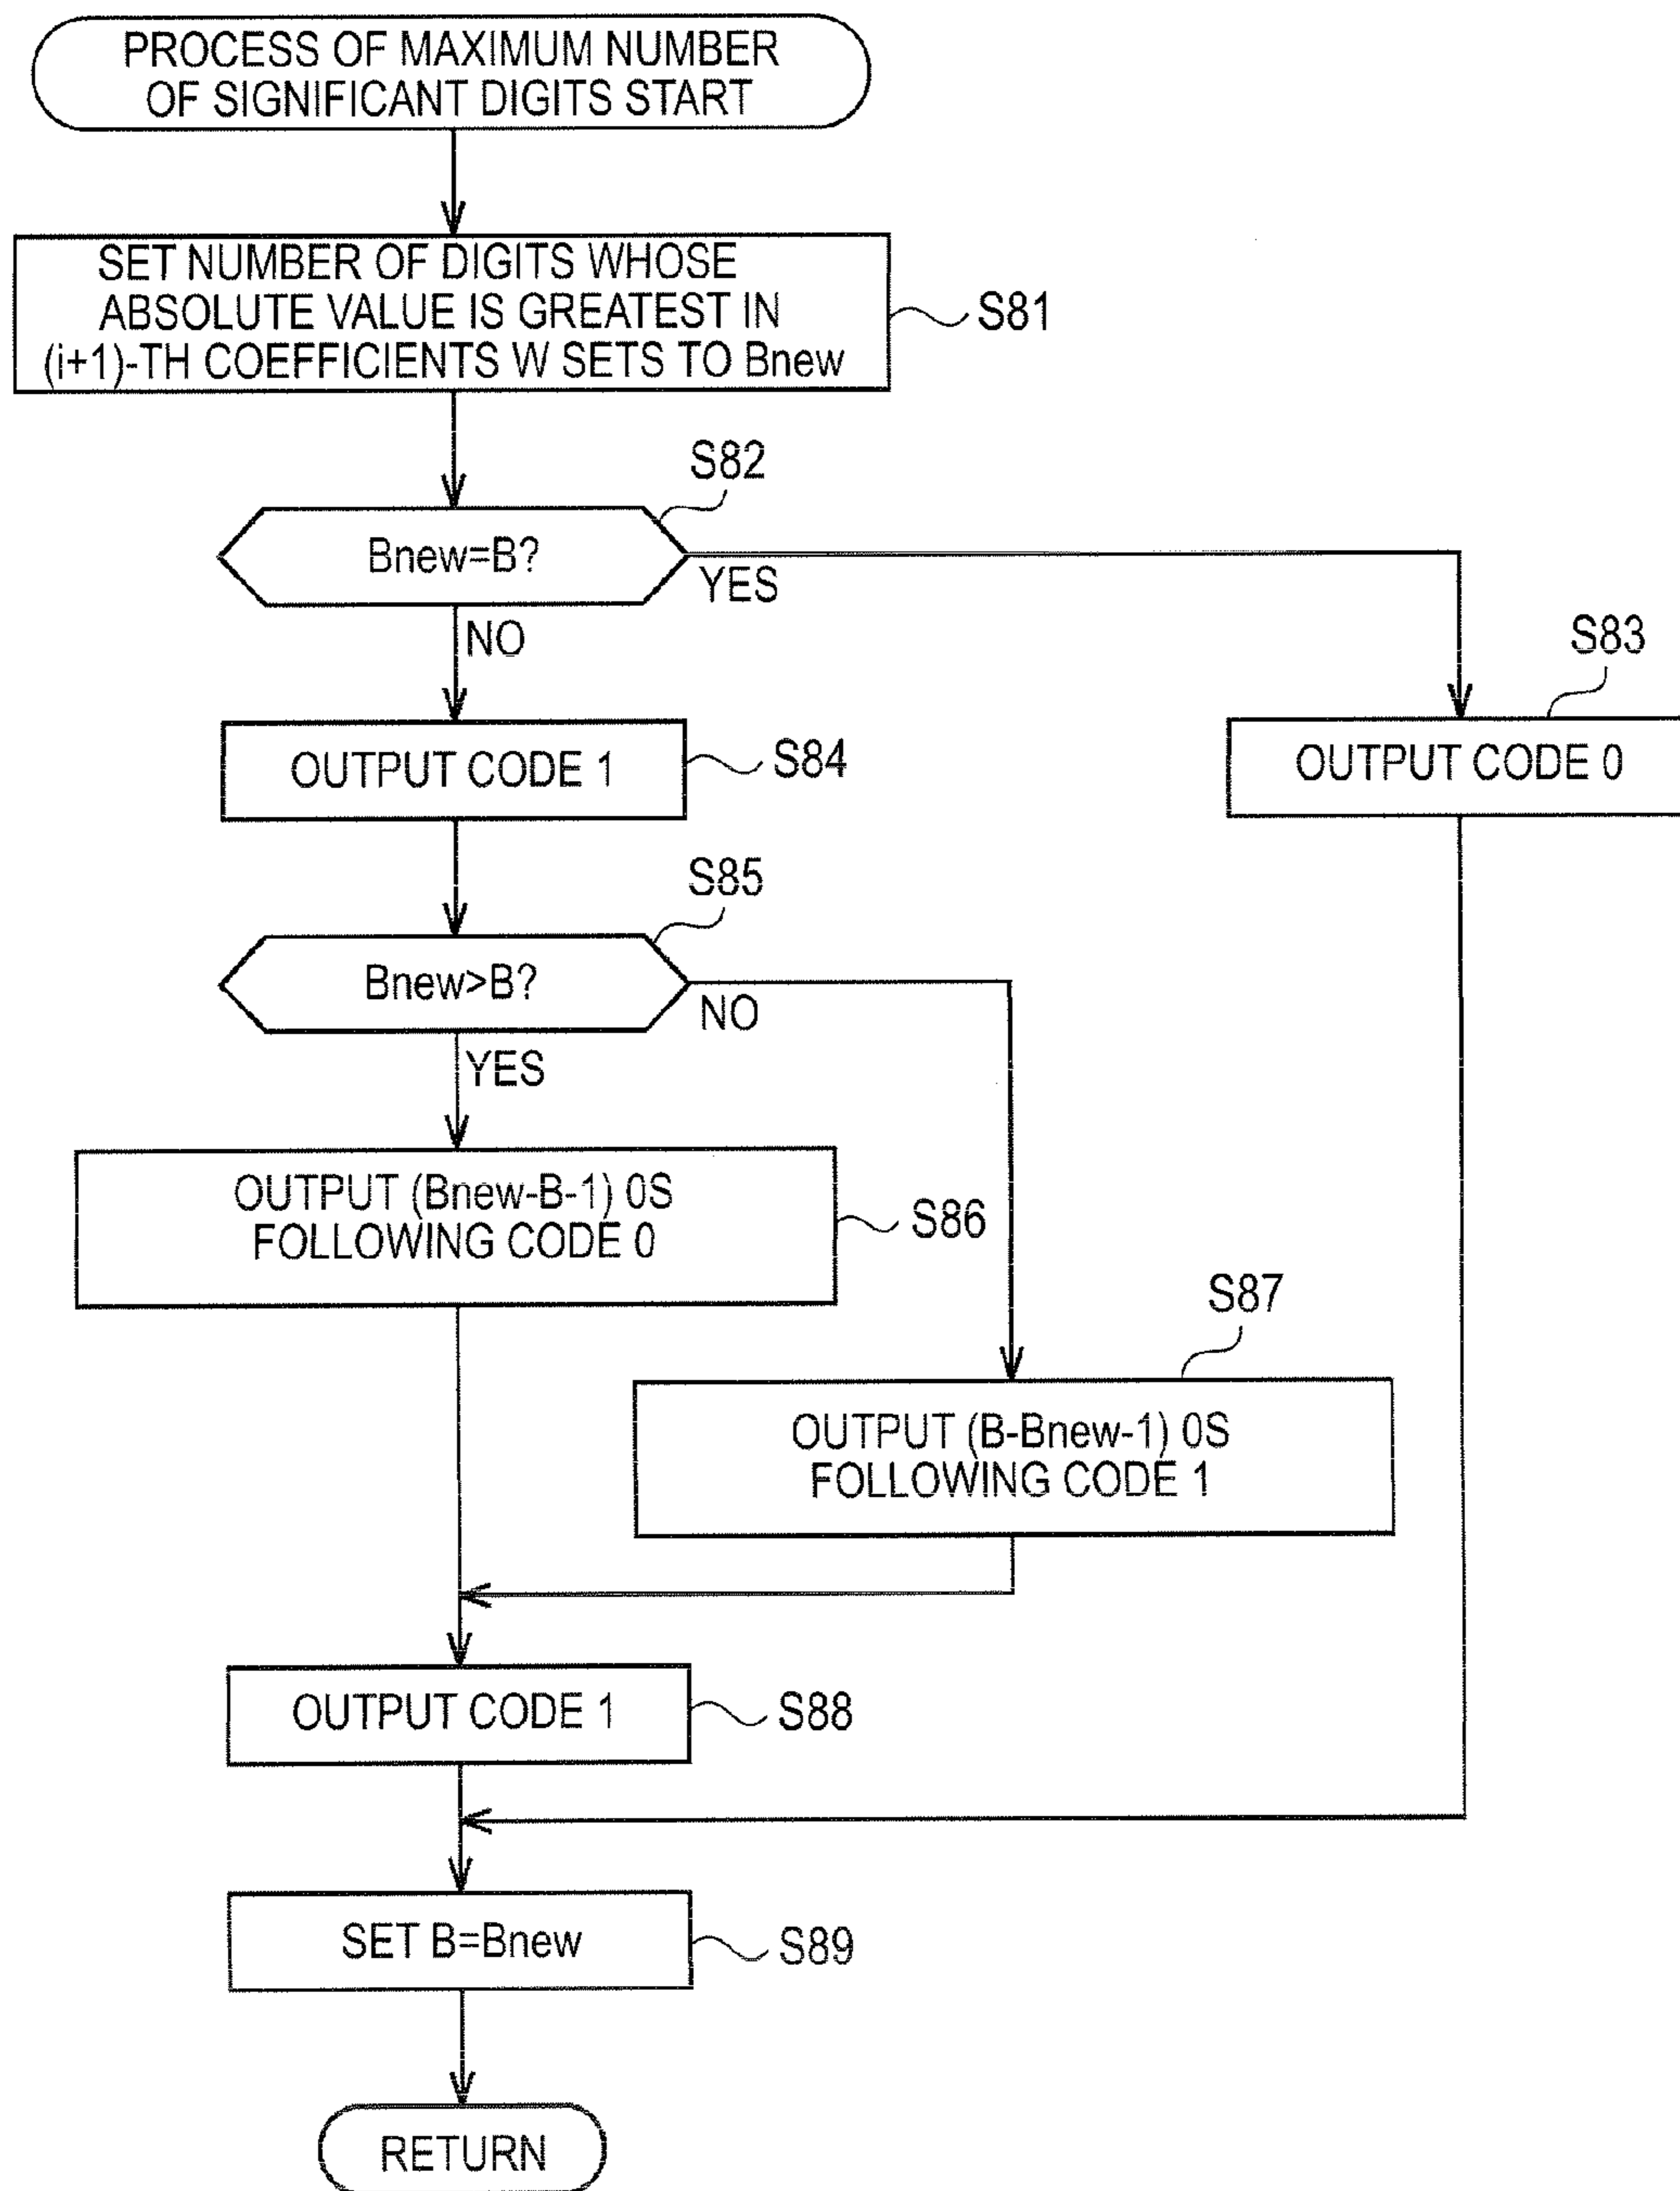 PROCESS OF MAXIMUM NUMBER
OF SIGNIFICANT DIGITS START
SET NUMBER OF DIGITS WHOSE
ABSOLUTE VALUE IS GREATEST IN
(i+1)-TH COEFFICIENTS W SETS TO Bnew
S81
S82
Bnew=B?
YES
NO
S83
OUTPUT CODE 0
OUTPUT CODE 1
S84
S85
Bnew>B?
NO
YES
OUTPUT (Bnew-B-1) 0S
FOLLOWING CODE 0
S86
S87
OUTPUT (B-Bnew-1) 0S
FOLLOWING CODE 1
OUTPUT CODE 1
S88
SET B=Bnew
S89
RETURN